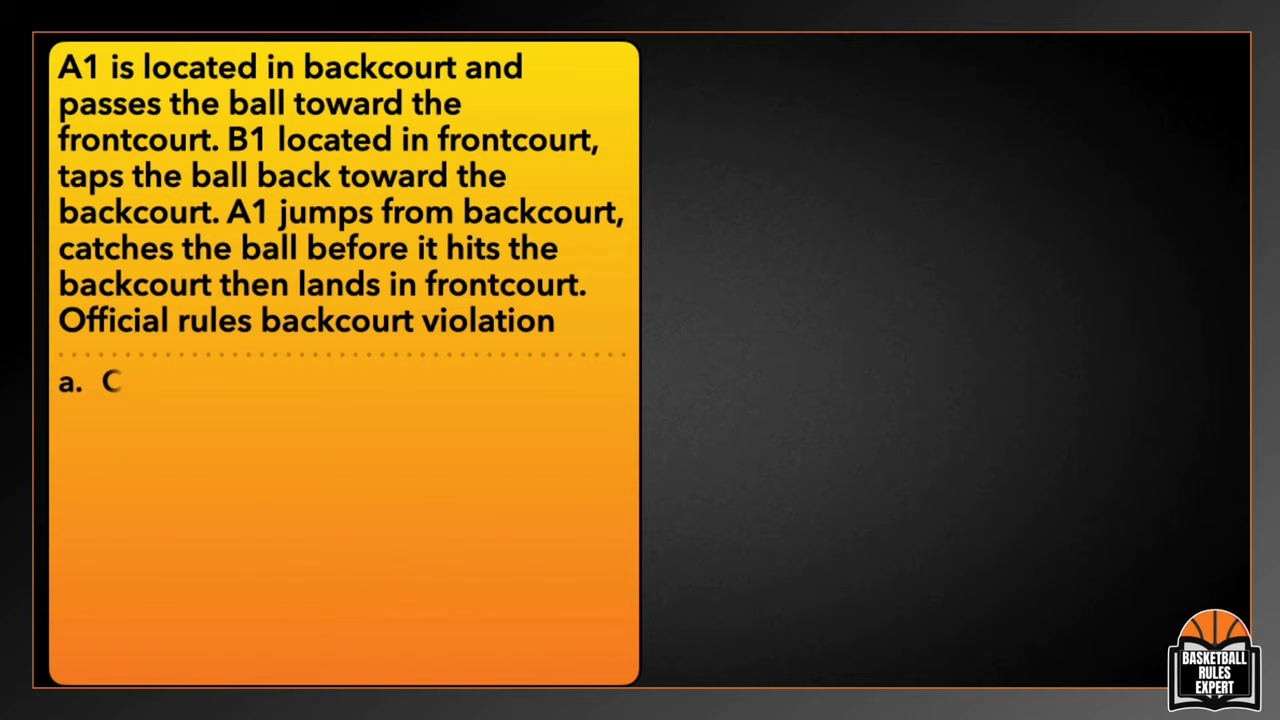 A1 is located in backcourt and
passes the ball toward the
frontcourt. B1 located in frontcourt,
taps the ball back toward the
backcourt. A1 jumps from backcourt,
catches the ball before it hits the
backcourt then lands in frontcourt.
Official rules backcourt violation
a. C
BASKETBALL
RULES
EXPERT